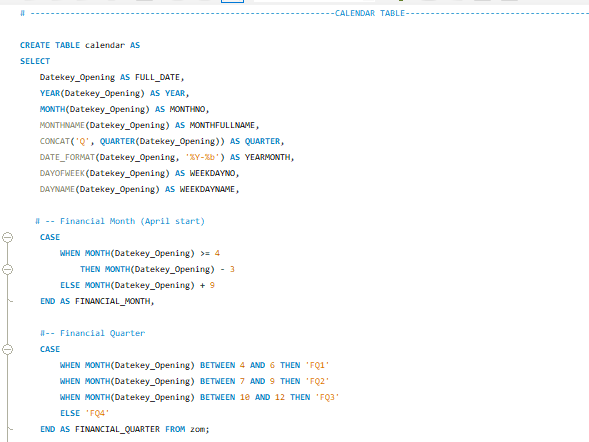 # --------------------------------------------------------CALENDAR TABLE-----------------------------------
CREATE TABLE calendar AS
SELECT
Datekey_Opening AS FULL_DATE,
YEAR(Datekey_Opening) AS YEAR,
MONTH(Datekey_Opening) AS MONTHNO,
MONTHNAME(Datekey_Opening) AS MONTHFULLNAME,
CONCAT('Q', QUARTER(Datekey_Opening)) AS QUARTER,
DATE_FORMAT(Datekey_Opening, '%Y-%b') AS YEARMONTH,
DAYOFWEEK(Datekey_Opening) AS WEEKDAYNO,
DAYNAME(Datekey_Opening) AS WEEKDAYNAME,
# -- Financial Month (April start)
CASE
WHEN MONTH(Datekey_Opening) >= 4
THEN MONTH(Datekey_Opening) - 3
ELSE MONTH(Datekey_Opening) + 9
END AS FINANCIAL_MONTH,
#-- Financial Quarter
CASE
WHEN MONTH(Datekey_Opening) BETWEEN 4 AND 6 THEN 'FQ1'
WHEN MONTH(Datekey_Opening) BETWEEN 7 AND 9 THEN 'FQ2'
WHEN MONTH(Datekey_Opening) BETWEEN 10 AND 12 THEN 'FQ3'
ELSE 'FQ4'
END AS FINANCIAL_QUARTER FROM zom;